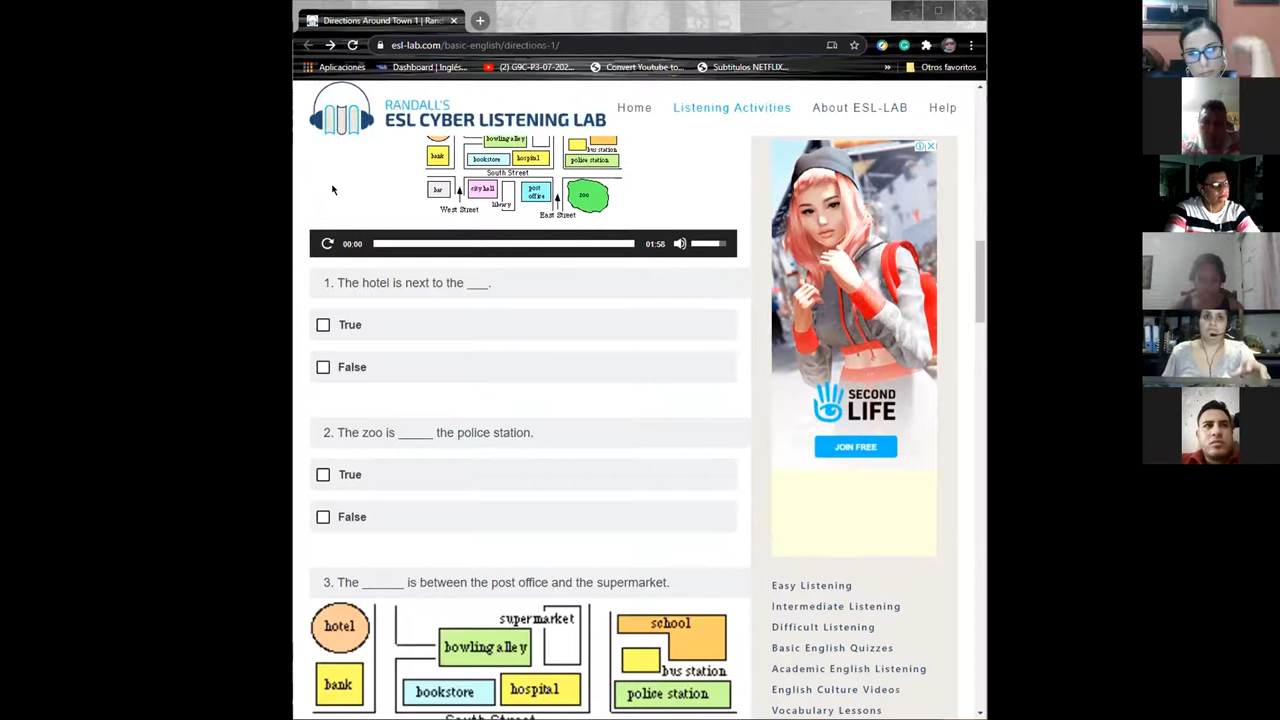 Directions Around Town 1 | Rand
esl-lab.com/basic-english/directions-1/
Aplicaciones
Dashboard | Inglés...
(2) G9C-P3-07-202...
Convert Youtube to...
Subtitulos NETFLIX...
»
Otros favoritos
RANDALL'S
ESL CYBER LISTENING LAB
Home
Listening Activities
About ESL-LAB
Help
bowling alley
bus station
bank
bookstore
hospital
police station
South Street
bar
city hall
post
office
zoo
library
West Street
East Street
00:00
01:58
1. The hotel is next to the ___.
True
False
2. The zoo is _____ the police station.
True
False
3. The ______ is between the post office and the supermarket.
hotel
supermarket
school
bowling alley
bus station
bank
bookstore
hospital
police station
South Street
SECOND
LIFE
JOIN FREE
Easy Listening
Intermediate Listening
Difficult Listening
Basic English Quizzes
Academic English Listening
English Culture Videos
Vocabulary Lessons